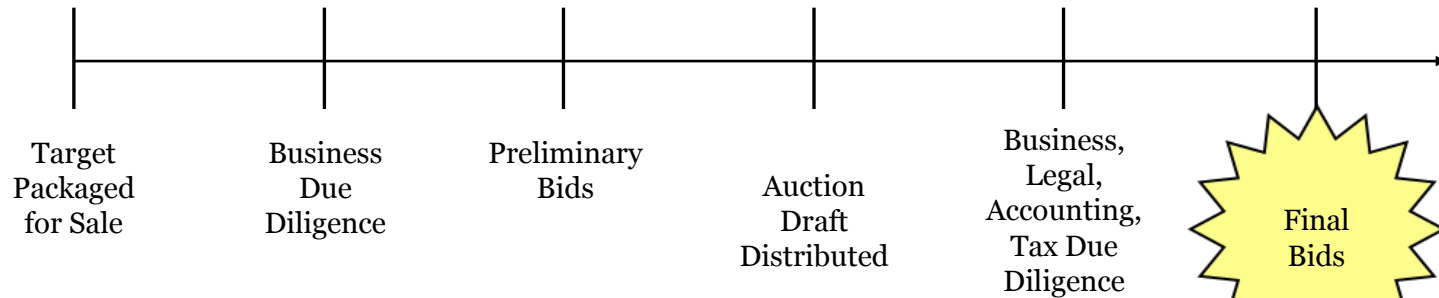 Target
Packaged
for Sale
Business
Due
Diligence
Preliminary
Bids
Auction
Draft
Distributed
Business,
Legal,
Accounting,
Tax Due
Diligence
Final
Bids